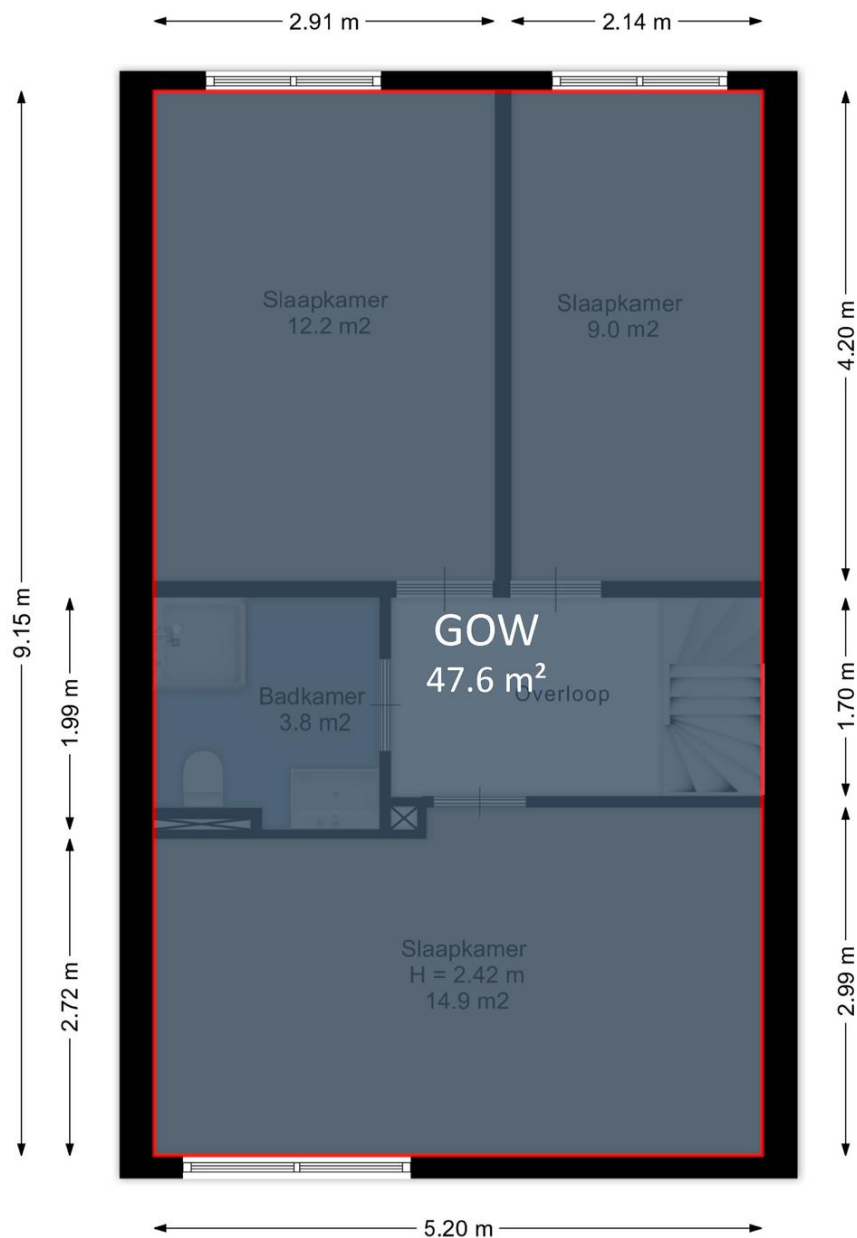 2.91 m
2.14 m
Slaapkamer
12.2 m2
Slaapkamer
9.0 m2
4.20 m
9.15 m
GOW
47.6 m²
Overloop
Badkamer
3.8 m2
1.99 m
1.70 m
Slaapkamer
H = 2.42 m
14.9 m2
2.72 m
2.99 m
5.20 m